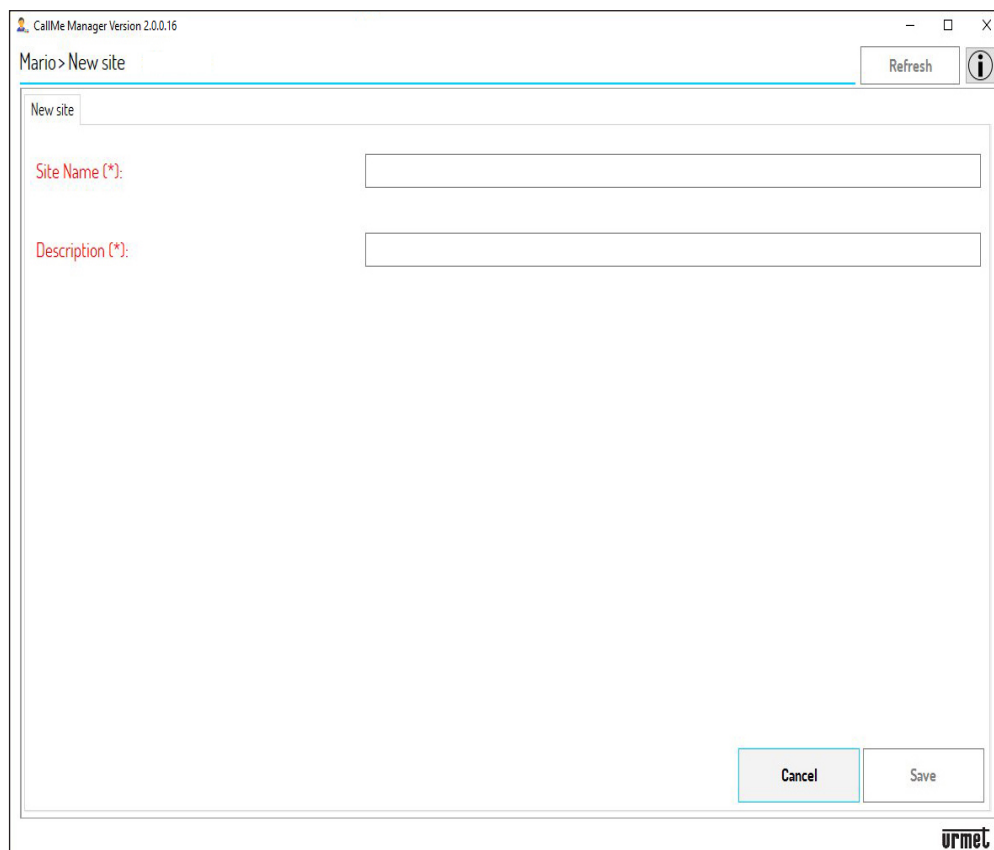 CallMe Manager Version 2.0.0.16
Mario > New site
Refresh
New site
Site Name (*):
Description (*):
Cancel
Save
urmet